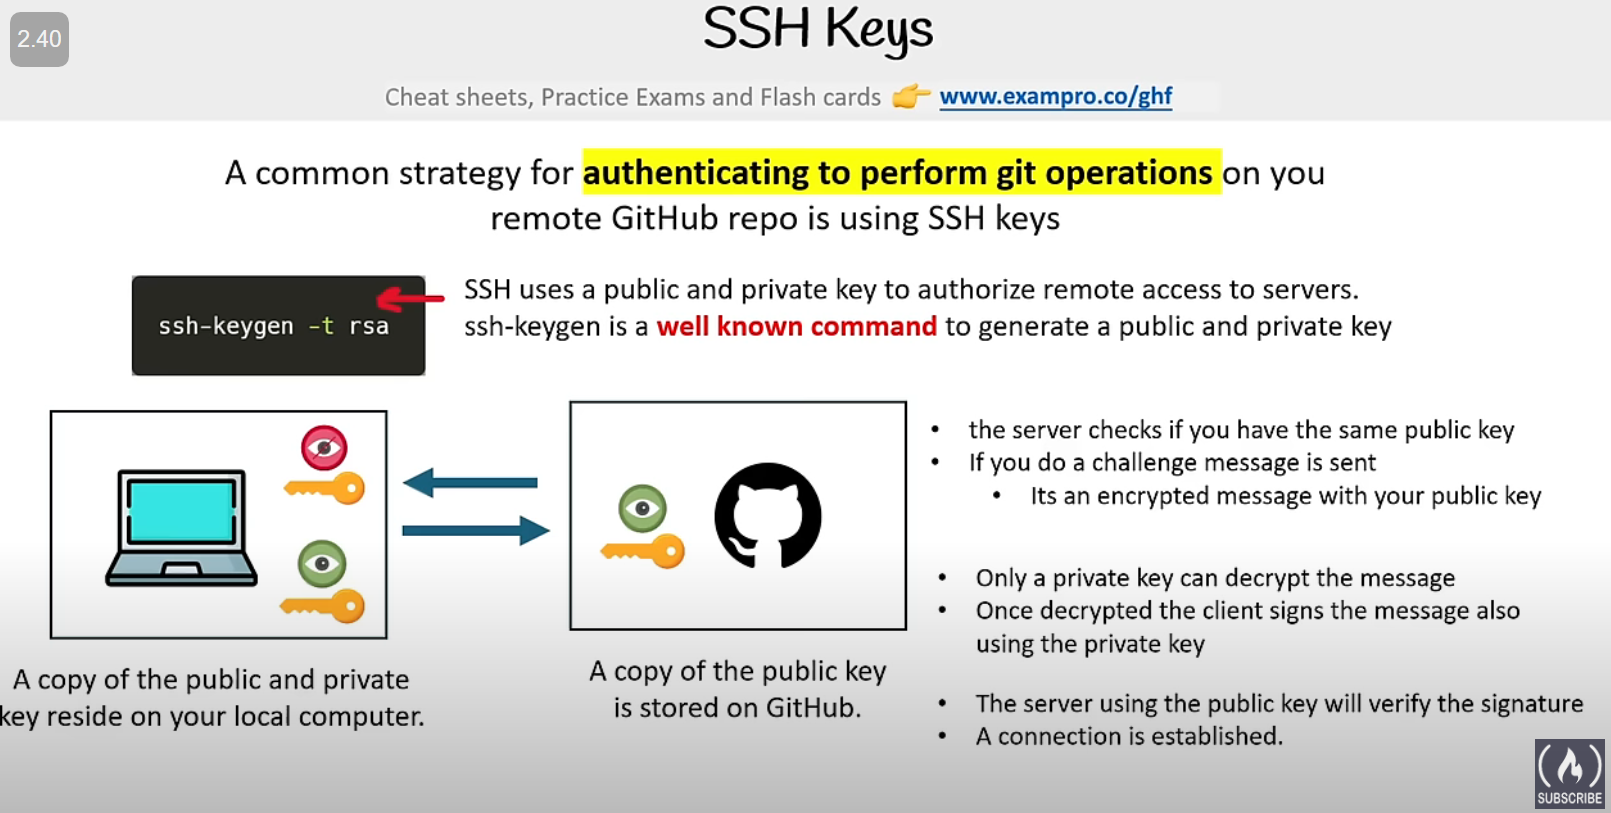 2.40
SSH Keys
Cheat sheets, Practice Exams and Flash cards 👉 www.exampro.co/ghf
A common strategy for authenticating to perform git operations on you
remote GitHub repo is using SSH keys
ssh-keygen -t rsa
SSH uses a public and private key to authorize remote access to servers.
ssh-keygen is a well known command to generate a public and private key
A copy of the public and private
key reside on your local computer.
A copy of the public key
is stored on GitHub.
• the server checks if you have the same public key
• If you do a challenge message is sent
• Its an encrypted message with your public key
• Only a private key can decrypt the message
• Once decrypted the client signs the message also
using the private key
• The server using the public key will verify the signature
• A connection is established.
SUBSCRIBE